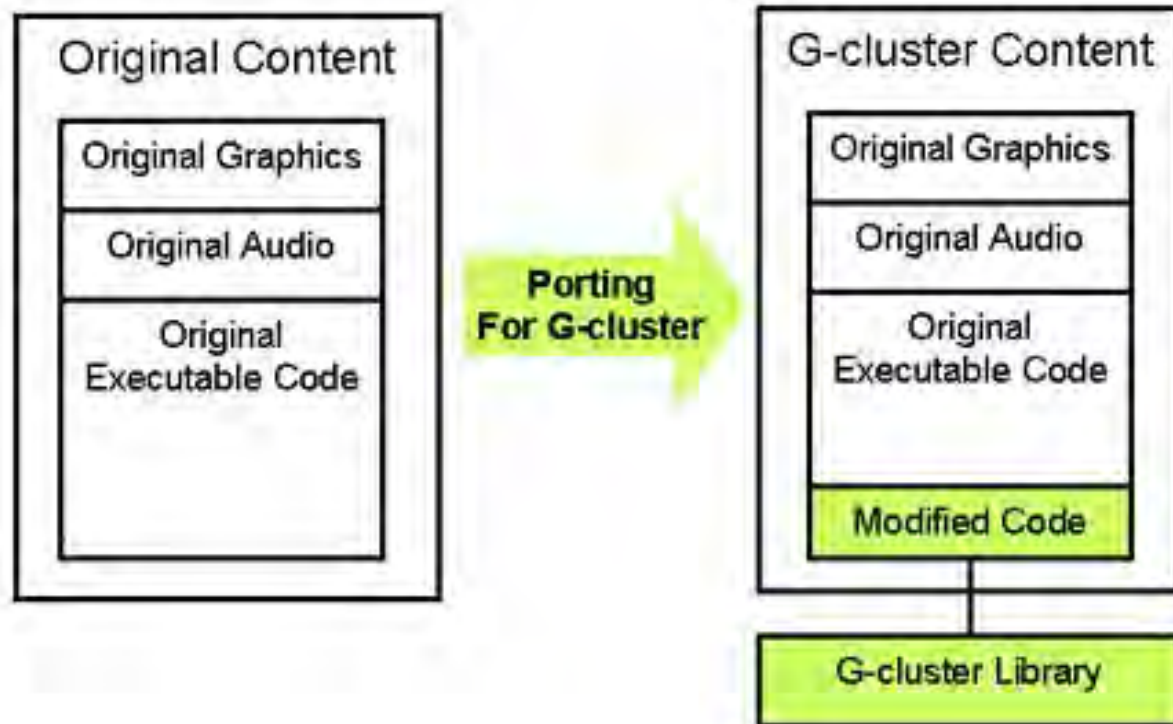 Original Content
Original Graphics
Original Audio
Original
Executable Code
Porting
For G-cluster
G-cluster Content
Original Graphics
Original Audio
Original
Executable Code
Modified Code
G-cluster Library